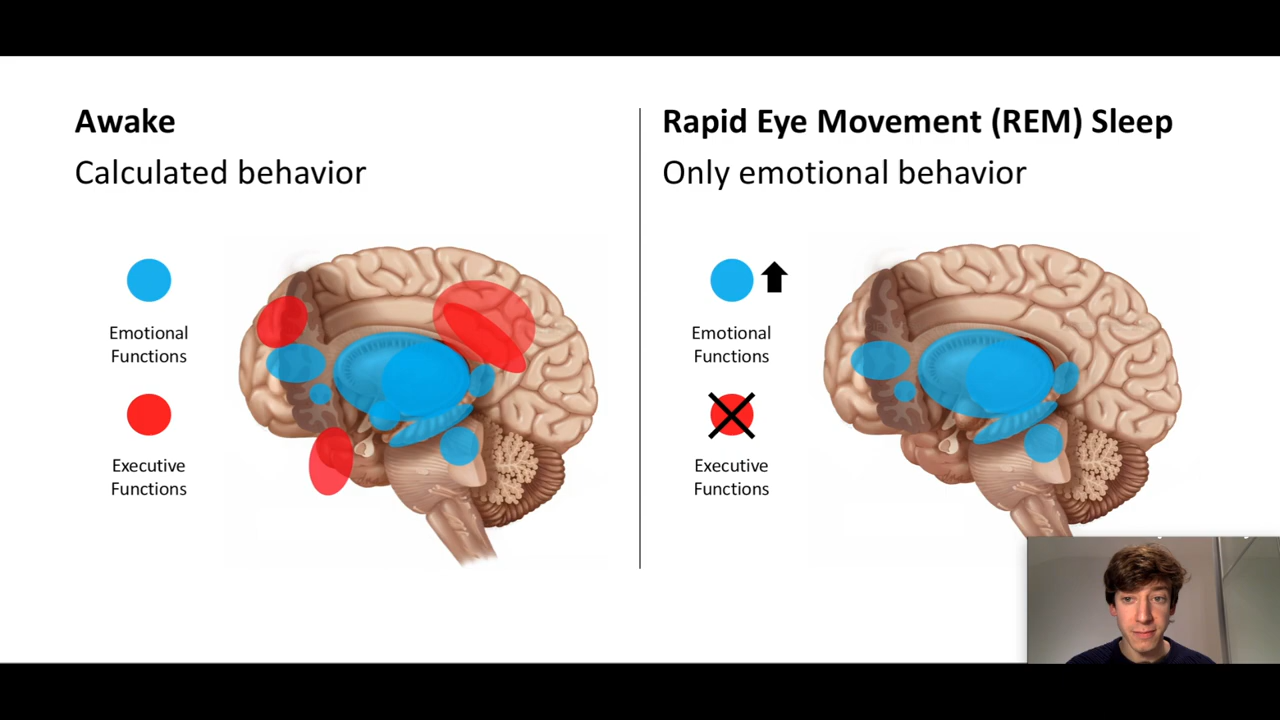 Awake
Calculated behavior
Emotional
Functions
Executive
Functions
Rapid Eye Movement (REM) Sleep
Only emotional behavior
Emotional
Functions
Executive
Functions